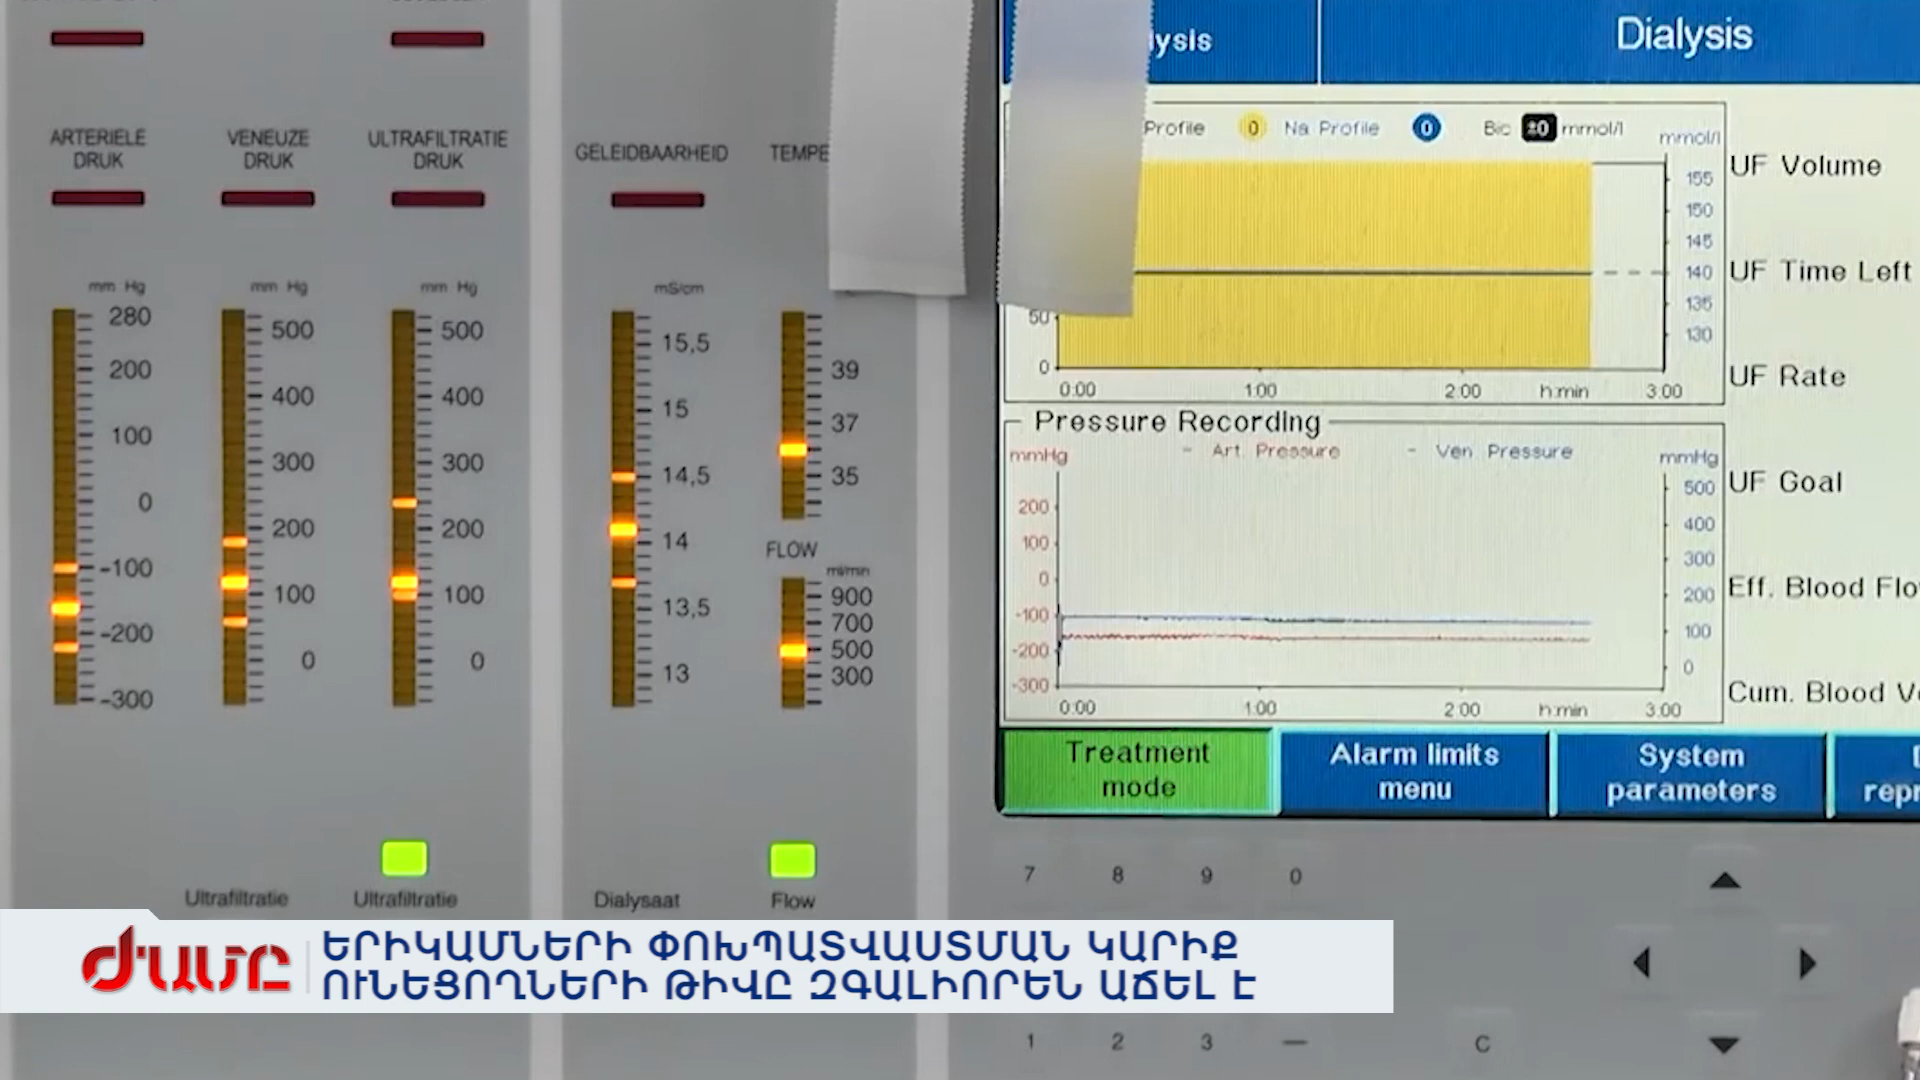 ARTERIELE
DRUK
VENEUZE
DRUK
ULTRAFILTRATIE
DRUK
GELEIDBAARHEID
mm Hg
280
200
100
0
-100
-200
-300
mm Hg
500
400
300
200
100
0
mm Hg
500
400
300
200
100
0
mS/cm
15,5
15
14,5
14
13,5
13
39
37
35
FLOW
ml/min
900
700
500
300
Ultrafiltratie
Ultrafiltratie
Dialysaat
Flow
Dialysis
Profile 0 Na Profile 0 Bic ±0 mmol/l
mmol/l
155
150
145
140
135
130
50
0
0:00 1:00 2:00 h:min 3:00
UF Volume
UF Time Left
UF Rate
UF Goal
Eff. Blood
Cum. Blood
Pressure Recording
mmHg - Art. Pressure - Ven. Pressure mmHg
200
100
0
-100
-200
-300
500
400
300
200
100
0
0:00 1:00 2:00 h:min 3:00
Treatment
mode
Alarm limits
menu
System
parameters
7 8 9 0
1 2 3 — C
ԺԱՄԸ
ԵՐԻԿԱՄՆԵՐԻ ՓՈԽՊԱՏՎԱՍՏՄԱՆ ԿԱՐԻՔ
ՈՒՆԵՑՈՂՆԵՐԻ ԹԻՎԸ ԶԳԱԼԻՈՐԵՆ ԱՃԵԼ Է